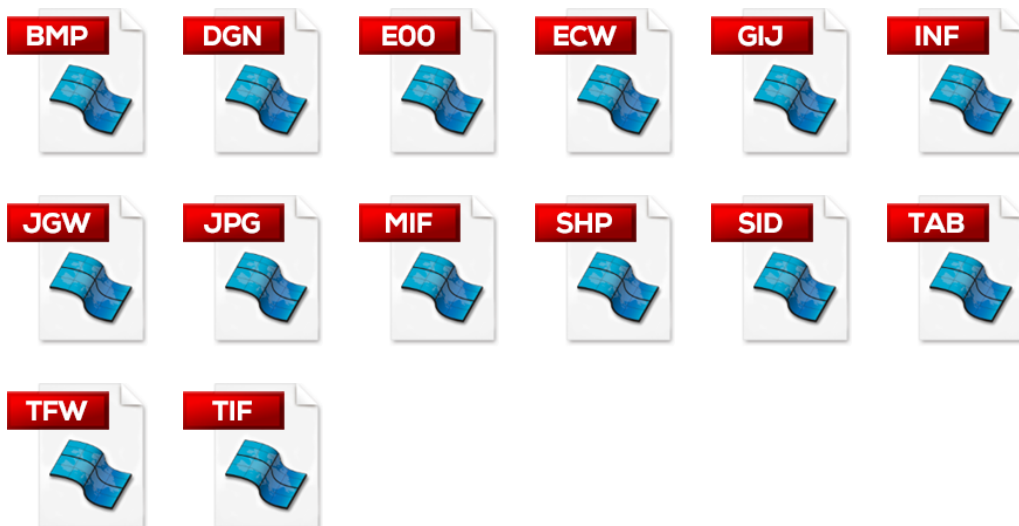 BMP DGN E00 ECW GIJ INF
JGW JPG MIF SHP SID TAB
TFW TIF